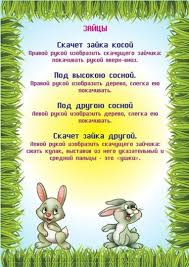 ЗАЙЦЫ
Скачет зайка косой
Правой рукой изобразить скачущего зайчика:
покачивать рукой вверх-вниз.
Под высокою сосной.
Правой рукой изобразить дерево, слегка ею
покачивать.
Под другою сосной
Левой рукой изобразить дерево, слегка ею
покачивать.
Скачет зайка другой.
Левой рукой изобразить скачущего зайчика:
сжать кулак, выставив из него указательный и
средний пальцы - это «ушки».